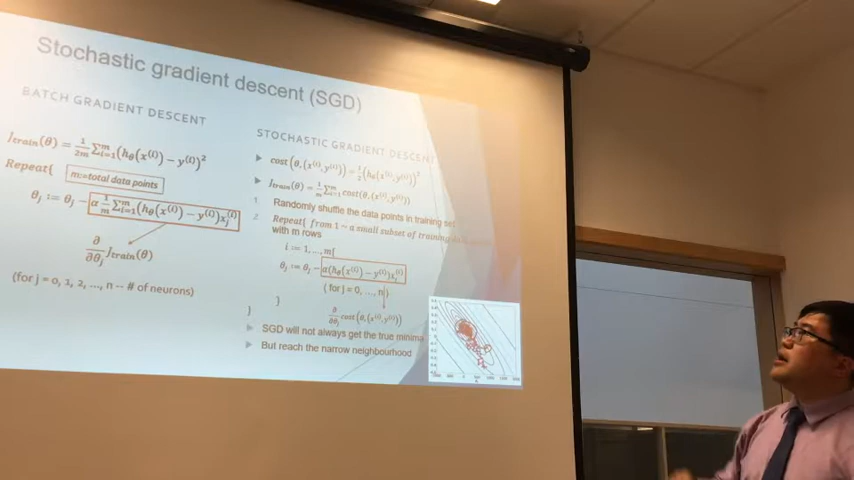 Stochastic gradient descent (SGD)
BATCH GRADIENT DESCENT
J_train(θ) = 1/2m ∑_{i=1}^{m} (h_θ(x^(i)) − y^(i))^2
Repeat{
m:=total data points
θ_j := θ_j − α 1/m ∑_{i=1}^{m} (h_θ(x^(i)) − y^(i)) x_j^(i)
∂/∂θ_j J_train(θ)
(for j = 0, 1, 2, ..., n -- # of neurons)
}
STOCHASTIC GRADIENT DESCENT
cost(θ, (x^(i), y^(i))) = 1/2 (h_θ(x^(i)), y^(i))^2
J_train(θ) = 1/m ∑_{i=1}^{m} cost(θ, (x^(i), y^(i)))
1. Randomly shuffle the data points in training set
2. Repeat{ from 1 ~ a small subset of training
with m rows
i := 1, ..., m{
θ_j := θ_j − α(h_θ(x^(i)) − y^(i)) x_j^(i)
(for j = 0, ..., n)
}
∂/∂θ_j cost(θ, (x^(i), y^(i)))
SGD will not always get the true minima
But reach the narrow neighbourhood